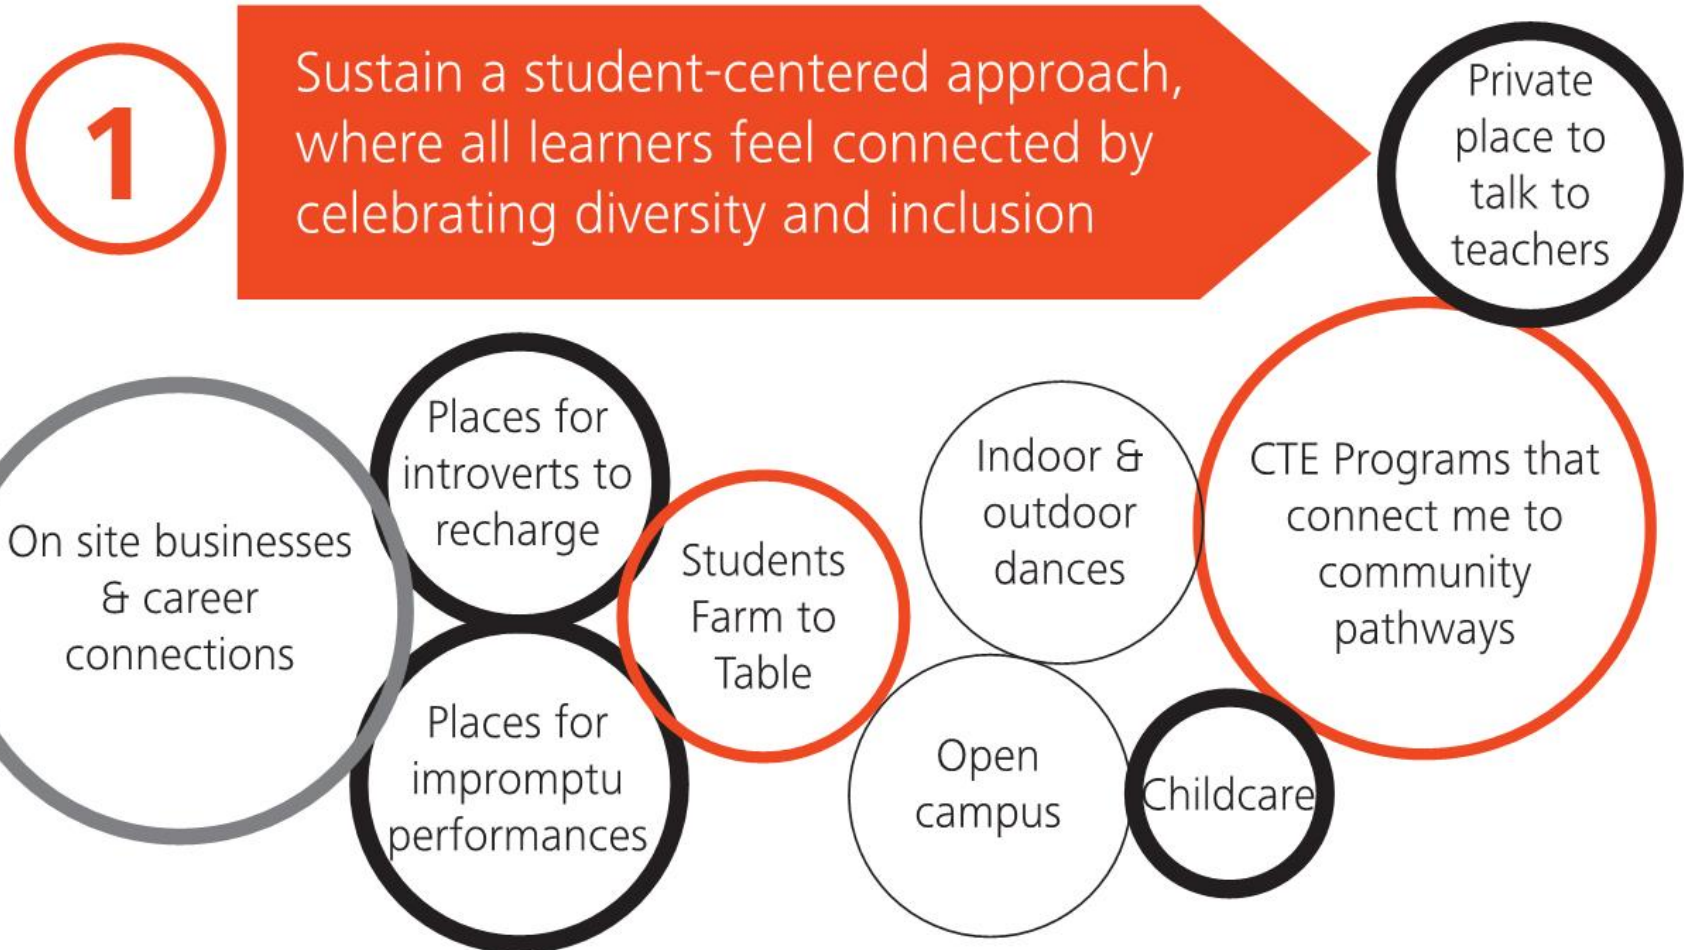 1
Sustain a student-centered approach,
where all learners feel connected by
celebrating diversity and inclusion
Private
place to
talk to
teachers
On site businesses
& career
connections
Places for
introverts to
recharge
Places for
impromptu
performances
Students
Farm to
Table
Indoor &
outdoor
dances
Open
campus
Childcare
CTE Programs that
connect me to
community
pathways